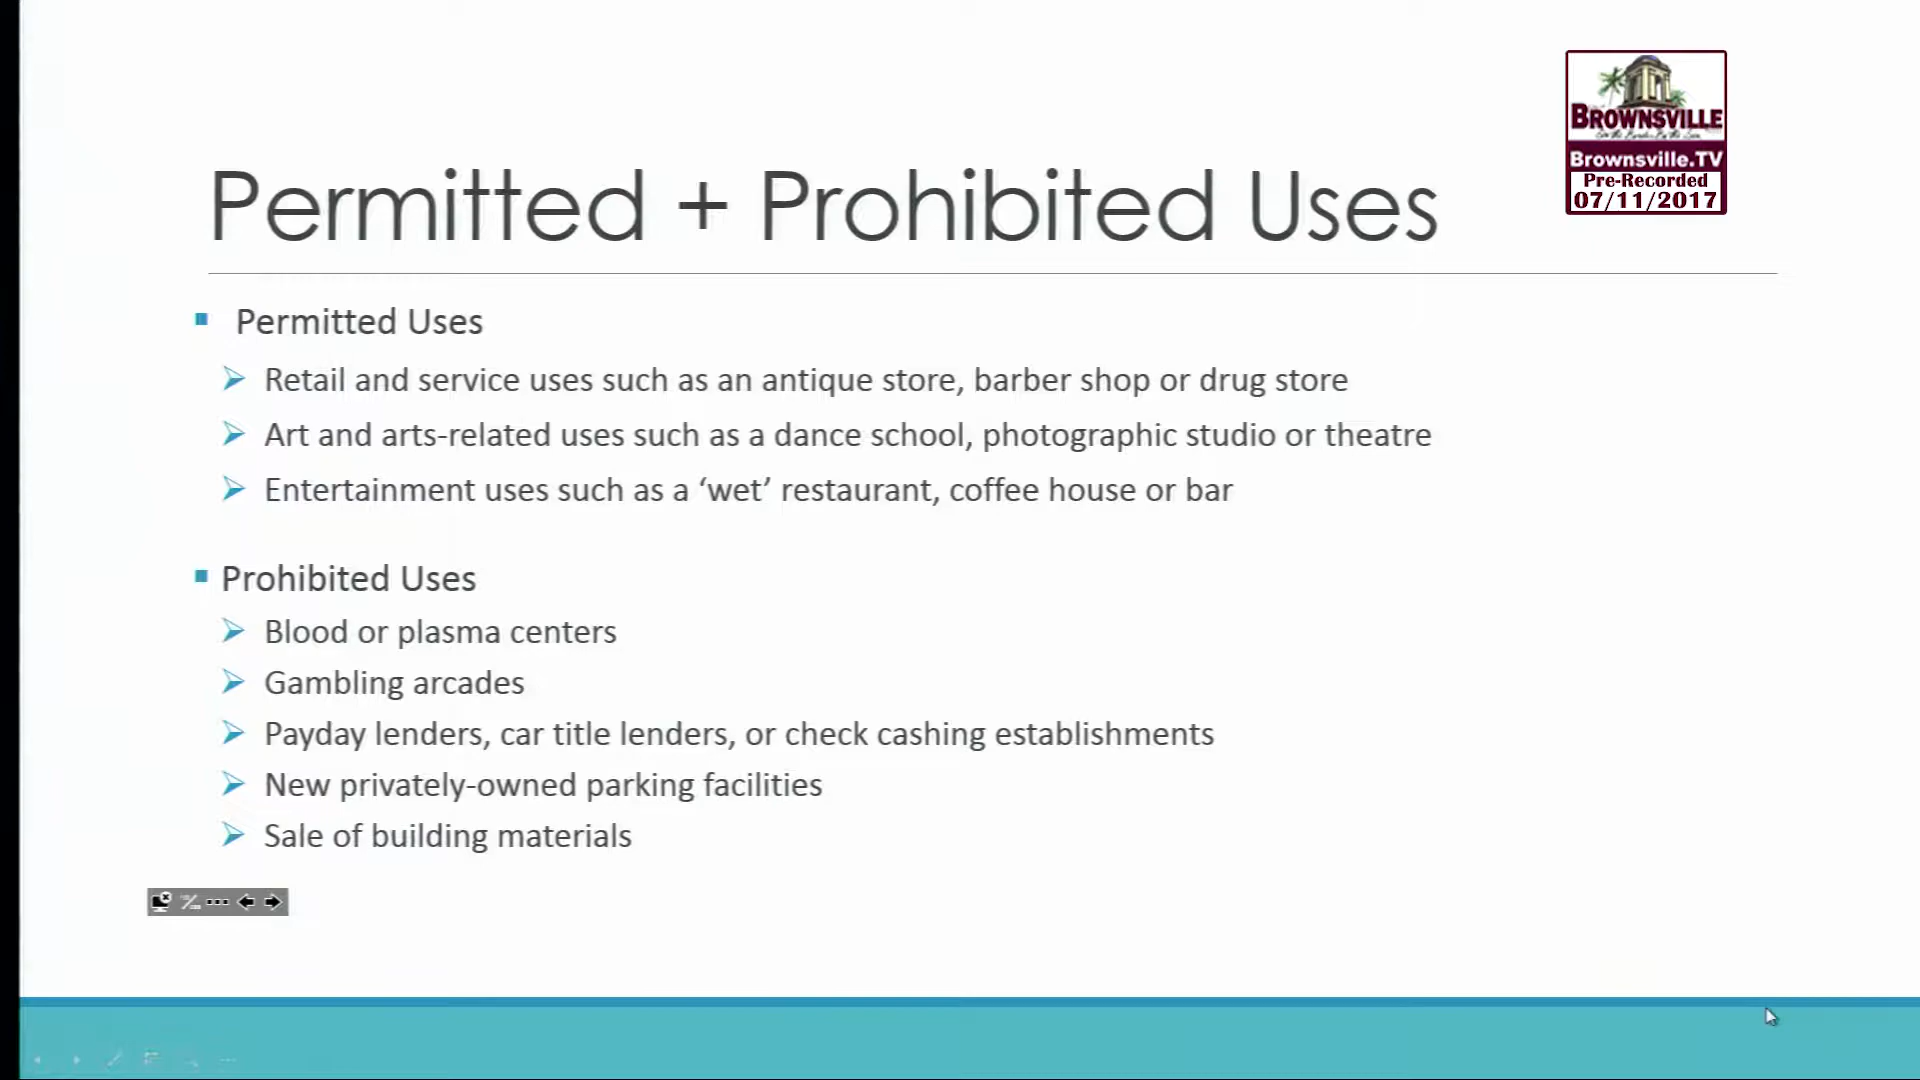 BROWNSVILLE
Brownsville.TV
Pre-Recorded
07/11/2017
Permitted + Prohibited Uses
Permitted Uses
Retail and service uses such as an antique store, barber shop or drug store
Art and arts-related uses such as a dance school, photographic studio or theatre
Entertainment uses such as a ‘wet’ restaurant, coffee house or bar
Prohibited Uses
Blood or plasma centers
Gambling arcades
Payday lenders, car title lenders, or check cashing establishments
New privately-owned parking facilities
Sale of building materials